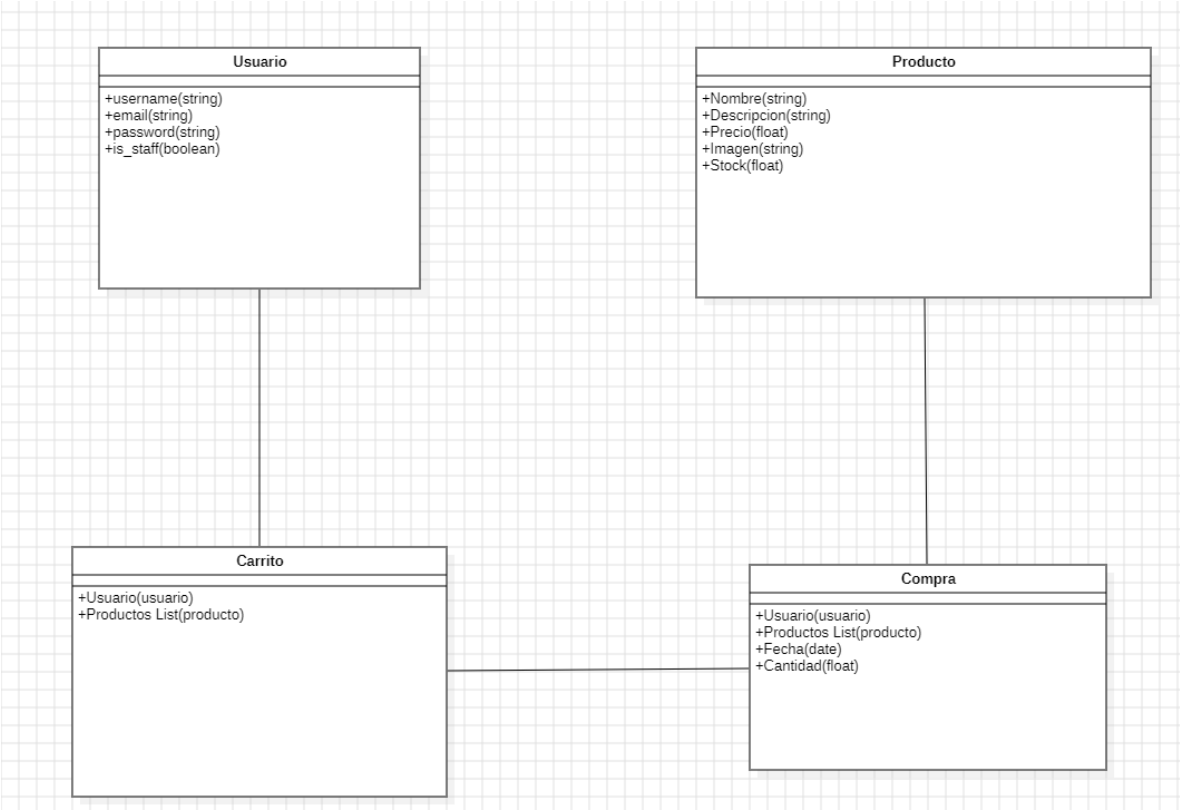 Usuario
+username(string)
+email(string)
+password(string)
+is_staff(boolean)
Producto
+Nombre(string)
+Descripcion(string)
+Precio(float)
+Imagen(string)
+Stock(float)
Carrito
+Usuario(usuario)
+Productos List(producto)
Compra
+Usuario(usuario)
+Productos List(producto)
+Fecha(date)
+Cantidad(float)